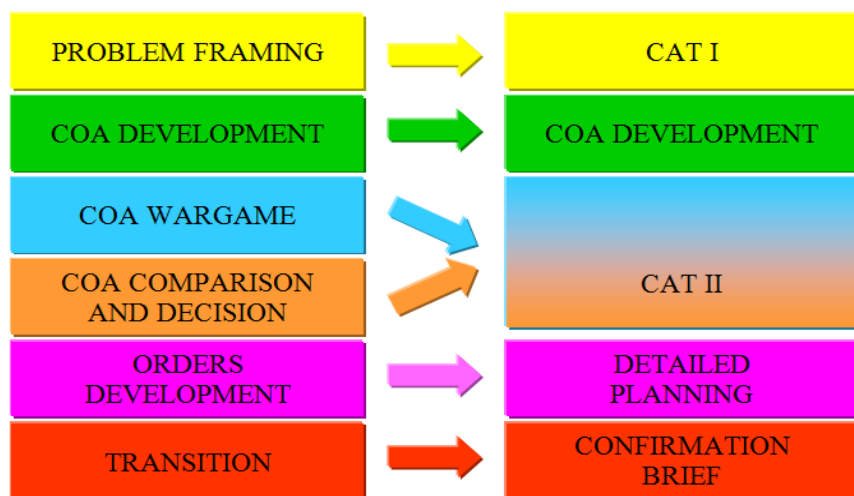 PROBLEM FRAMING
CAT I
COA DEVELOPMENT
COA DEVELOPMENT
COA WARGAME
COA COMPARISON
AND DECISION
CAT II
ORDERS
DEVELOPMENT
DETAILED
PLANNING
TRANSITION
CONFIRMATION
BRIEF